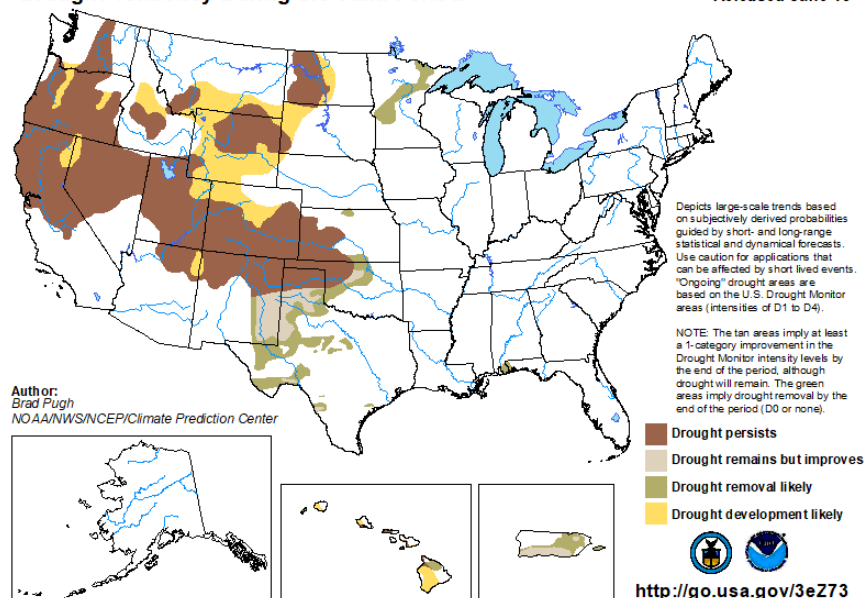 Depicts large-scale trends based
on subjectively derived probabilities
guided by short- and long-range
statistical and dynamical forecasts.
Use caution for applications that
can be affected by short lived events.
"Ongoing" drought areas are
based on the U.S. Drought Monitor
areas (intensities of D1 to D4).
NOTE: The tan areas imply at least
a 1-category improvement in the
Drought Monitor intensity levels by
the end of the period, although
drought will remain. The green
areas imply drought removal by the
end of the period (D0 or none).
Author:
Brad Pugh
NOAA/NWS/NCEP/Climate Prediction Center
Drought persists
Drought remains but improves
Drought removal likely
Drought development likely
http://go.usa.gov/3eZ73